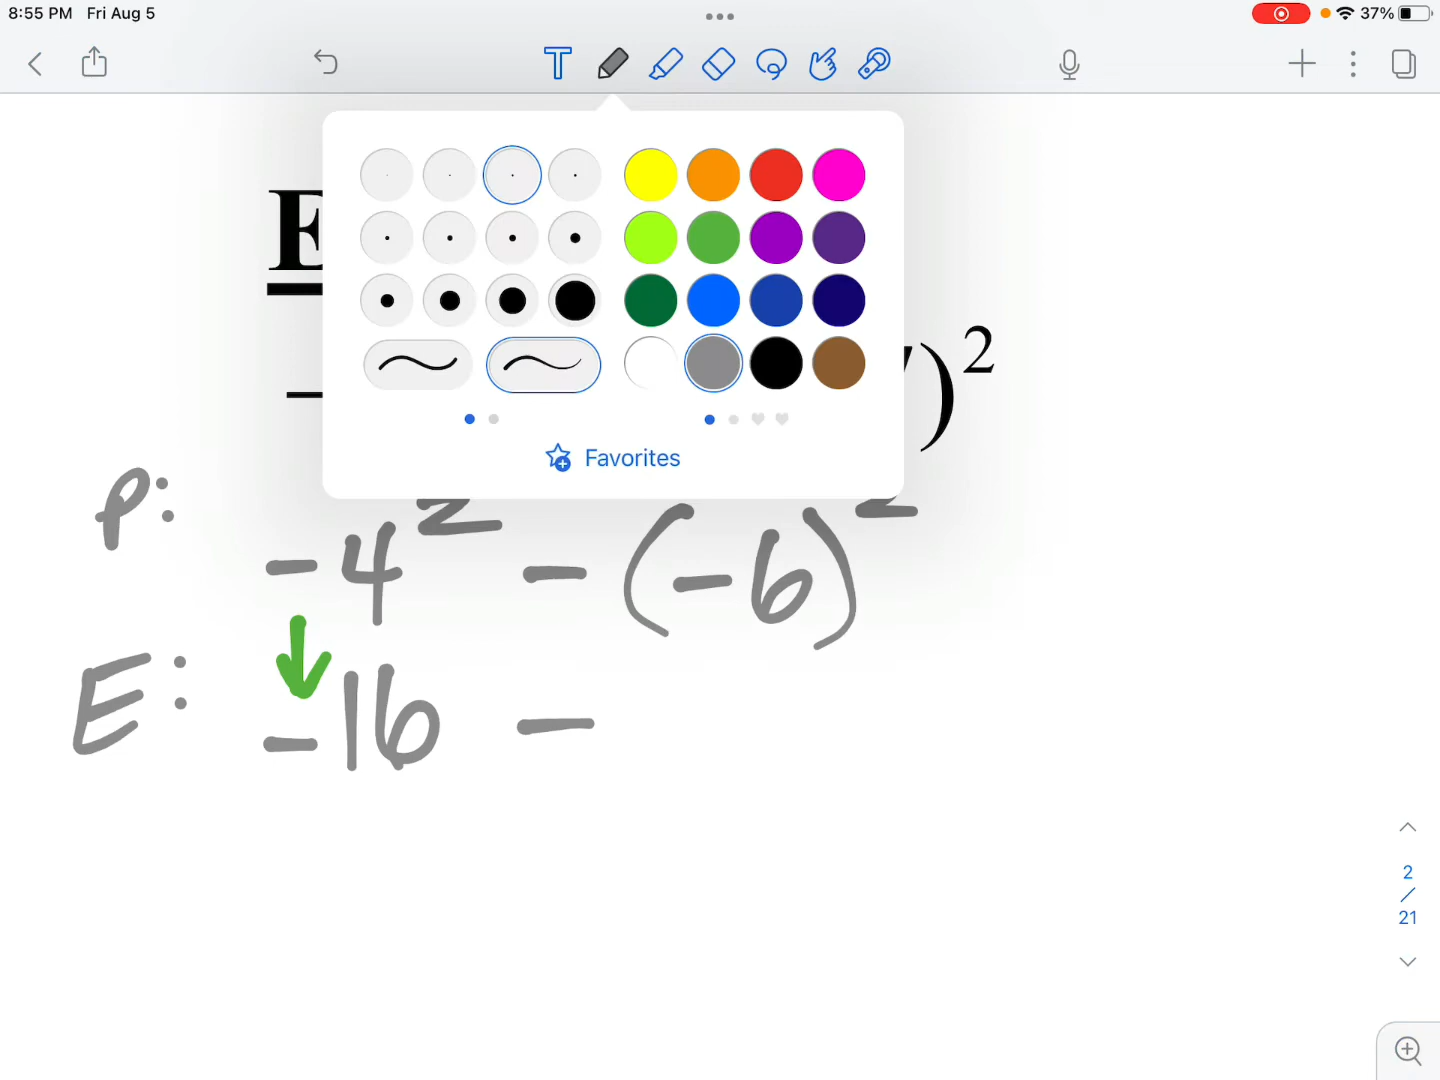 8:55 PM Fri Aug 5 37%
E
− )²
P: −4² − (−6)²
E: −16 −
Favorites
2
/
21